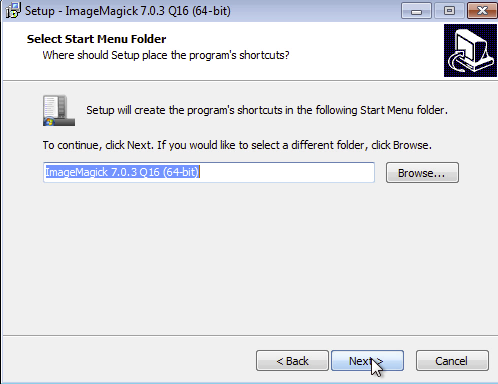 Setup - ImageMagick 7.0.3 Q16 (64-bit)
Select Start Menu Folder
Where should Setup place the program's shortcuts?
Setup will create the program's shortcuts in the following Start Menu folder.
To continue, click Next. If you would like to select a different folder, click Browse.
ImageMagick 7.0.3 Q16 (64-bit)
Browse...
< Back
Next >
Cancel